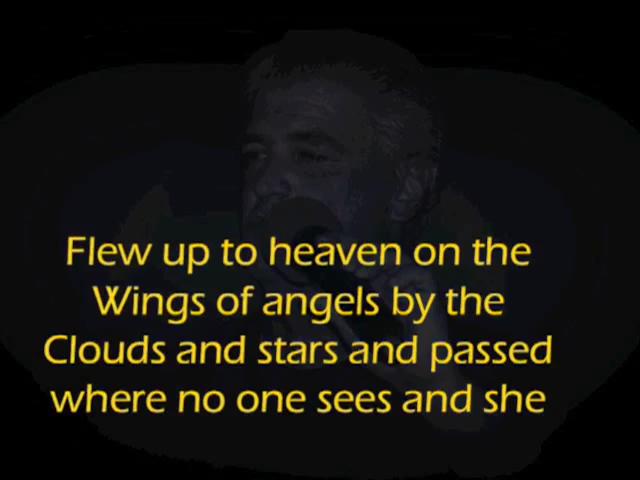 Flew up to heaven on the
Wings of angels by the
Clouds and stars and passed
where no one sees and she